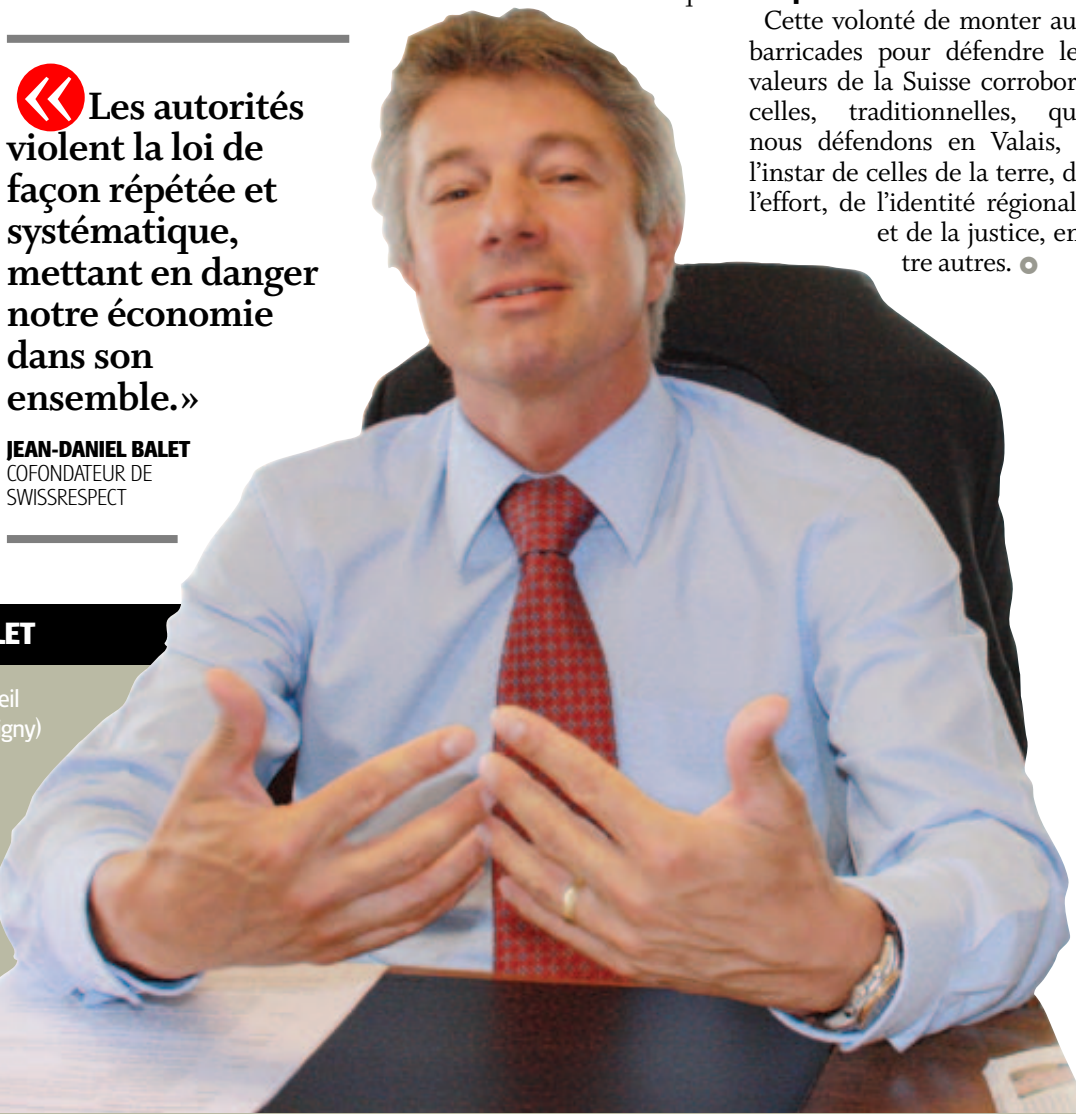 Les autorités
violent la loi de
façon répétée et
systématique,
mettant en danger
notre économie
dans son
ensemble.»
JEAN-DANIEL BALET
COFONDATEUR DE
SWISSRESPECT
Cette volonté de monter au
barricades pour défendre le
valeurs de la Suisse corrobor
celles, traditionnelles, qu
nous défendons en Valais,
l'instar de celles de la terre, d
l'effort, de l'identité régional
et de la justice, en
tre autres.
LET
eil
gny)